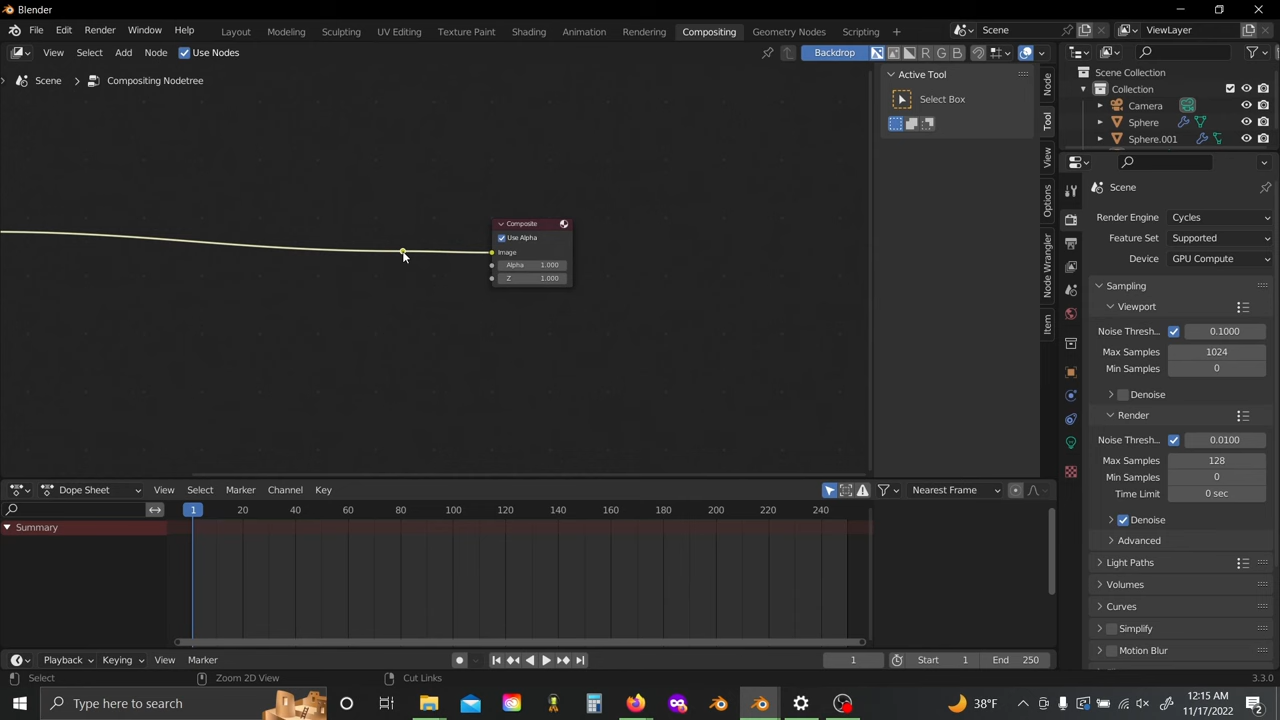 Blender
File Edit Render Window Help Layout Modeling Sculpting UV Editing Texture Paint Shading Animation Rendering Compositing Geometry Nodes Scripting Scene ViewLayer
View Select Add Node Use Nodes Backdrop R G B
Scene Compositing Nodetree
Active Tool
Select Box
Node
Tool
View
Options
Node Wrangler
Item
Composite
Use Alpha
Image
Alpha 1.000
Z 1.000
Scene Collection
Collection
Camera
Sphere
Sphere.001
Scene
Render Engine Cycles
Feature Set Supported
Device GPU Compute
Sampling
Viewport
Noise Thresh... 0.1000
Max Samples 1024
Min Samples 0
Denoise
Render
Noise Thresh... 0.0100
Max Samples 128
Min Samples 0
Time Limit 0 sec
Denoise
Advanced
Light Paths
Volumes
Curves
Simplify
Motion Blur
Dope Sheet View Select Marker Channel Key Nearest Frame
1 20 40 60 80 100 120 140 160 180 200 220 240
Summary
Playback Keying View Marker 1 Start 1 End 250
Select Zoom 2D View Cut Links 3.3.0
Type here to search 38°F 12:15 AM
11/17/2022 2